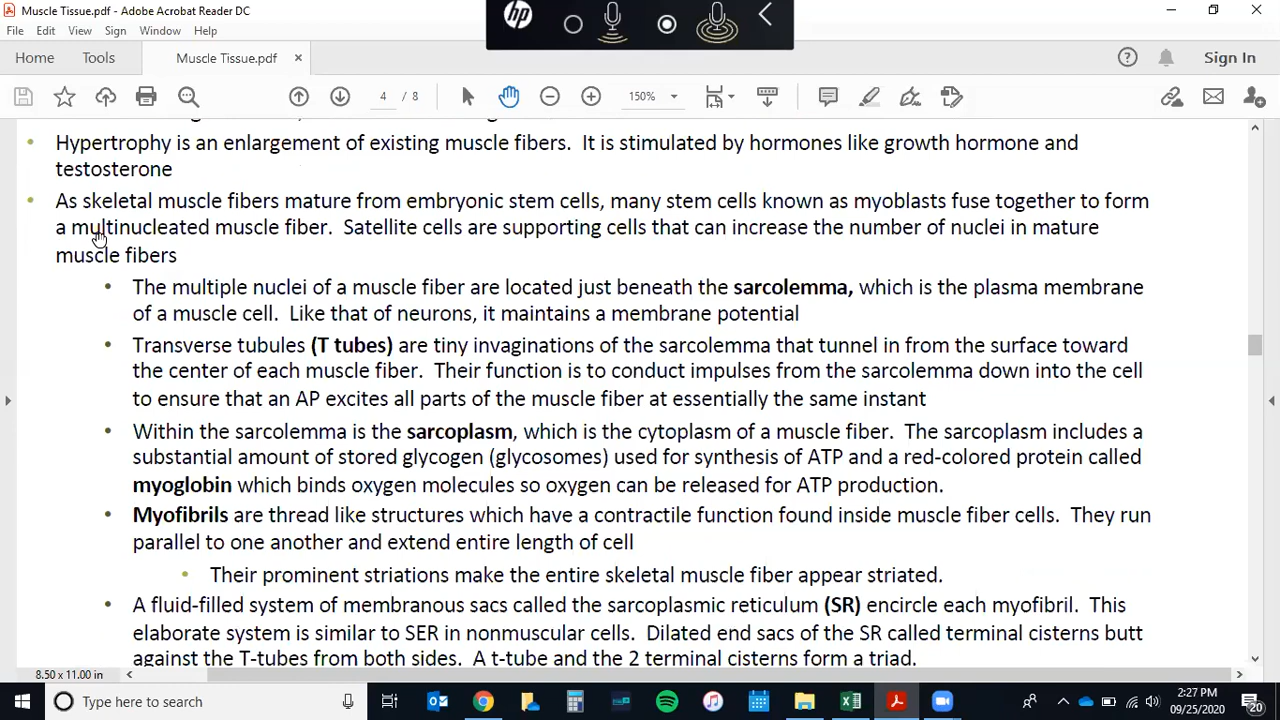 Muscle Tissue.pdf - Adobe Acrobat Reader DC
hp
File Edit View Sign Window Help
Home Tools Muscle Tissue.pdf × ? Sign In
4 / 8 150%
• Hypertrophy is an enlargement of existing muscle fibers. It is stimulated by hormones like growth hormone and
testosterone
• As skeletal muscle fibers mature from embryonic stem cells, many stem cells known as myoblasts fuse together to form
a multinucleated muscle fiber. Satellite cells are supporting cells that can increase the number of nuclei in mature
muscle fibers
• The multiple nuclei of a muscle fiber are located just beneath the sarcolemma, which is the plasma membrane
of a muscle cell. Like that of neurons, it maintains a membrane potential
• Transverse tubules (T tubes) are tiny invaginations of the sarcolemma that tunnel in from the surface toward
the center of each muscle fiber. Their function is to conduct impulses from the sarcolemma down into the cell
to ensure that an AP excites all parts of the muscle fiber at essentially the same instant
• Within the sarcolemma is the sarcoplasm, which is the cytoplasm of a muscle fiber. The sarcoplasm includes a
substantial amount of stored glycogen (glycosomes) used for synthesis of ATP and a red-colored protein called
myoglobin which binds oxygen molecules so oxygen can be released for ATP production.
• Myofibrils are thread like structures which have a contractile function found inside muscle fiber cells. They run
parallel to one another and extend entire length of cell
• Their prominent striations make the entire skeletal muscle fiber appear striated.
• A fluid-filled system of membranous sacs called the sarcoplasmic reticulum (SR) encircle each myofibril. This
elaborate system is similar to SER in nonmuscular cells. Dilated end sacs of the SR called terminal cisterns butt
against the T-tubes from both sides. A t-tube and the 2 terminal cisterns form a triad.
8.50 x 11.00 in
Type here to search
2:27 PM
09/25/2020
20